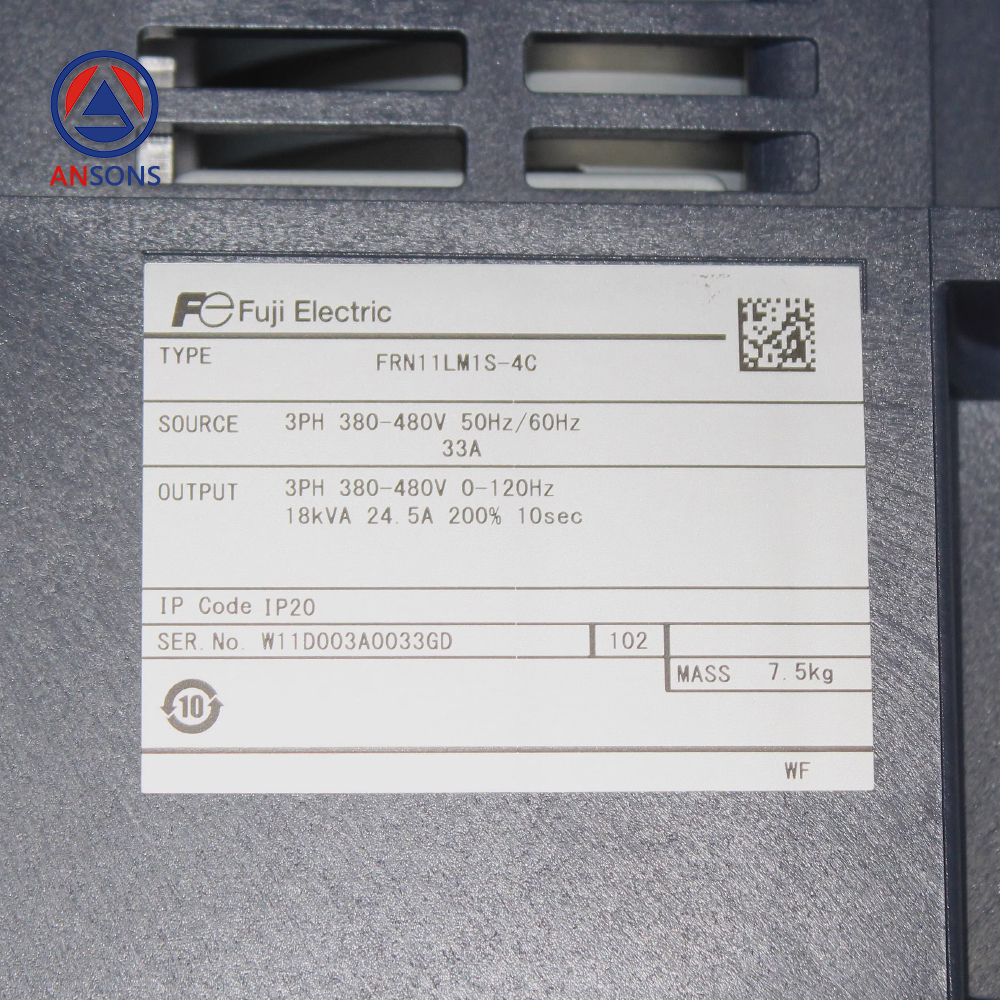 ANSONS
Fe Fuji Electric
TYPE FRN11LM1S-4C
SOURCE 3PH 380-480V 50Hz/60Hz
33A
OUTPUT 3PH 380-480V 0-120Hz
18kVA 24.5A 200% 10sec
IP Code IP20
SER.No. W11D003A0033GD 102
MASS 7.5kg
10
WF